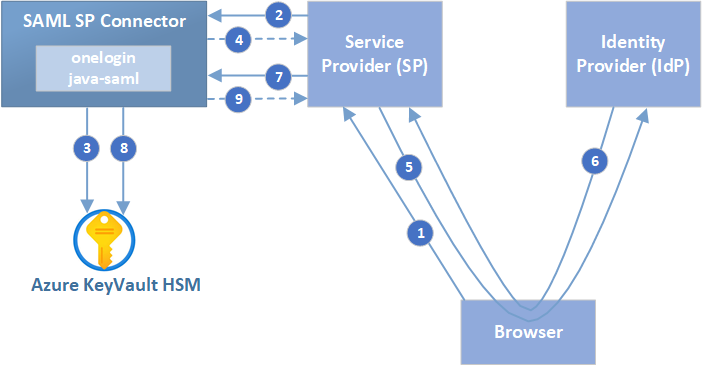 SAML SP Connector
onelogin
java-saml
2
4
7
9
Service
Provider (SP)
Identity
Provider (IdP)
3
8
5
6
1
Azure KeyVault HSM
Browser